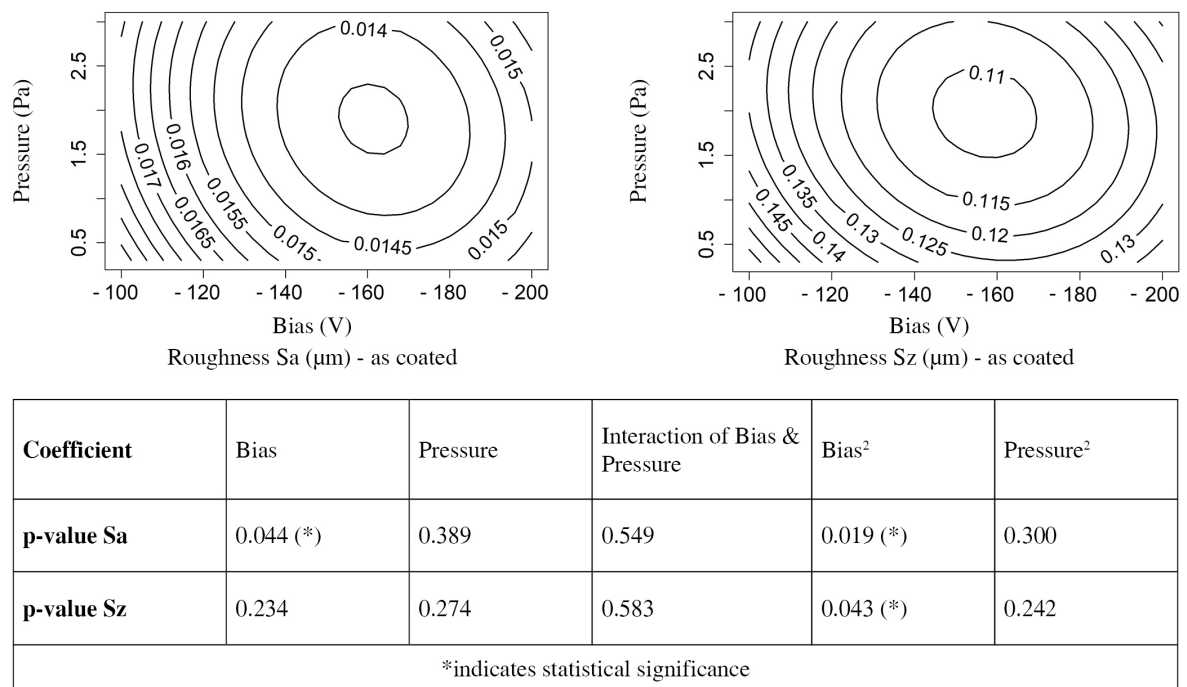 0.014
0.015
0.016
0.017
0.0155
0.0165
0.015
0.0145
0.015
Pressure (Pa)
2.5
1.5
0.5
- 100 - 120 - 140 - 160 - 180 - 200
Bias (V)
Roughness Sa (µm) - as coated
0.11
0.115
0.12
0.125
0.13
0.135
0.14
0.145
0.13
Pressure (Pa)
2.5
1.5
0.5
- 100 - 120 - 140 - 160 - 180 - 200
Bias (V)
Roughness Sz (µm) - as coated
Coefficient Bias Pressure Interaction of Bias & Pressure Bias² Pressure²
p-value Sa 0.044 (*) 0.389 0.549 0.019 (*) 0.300
p-value Sz 0.234 0.274 0.583 0.043 (*) 0.242
*indicates statistical significance